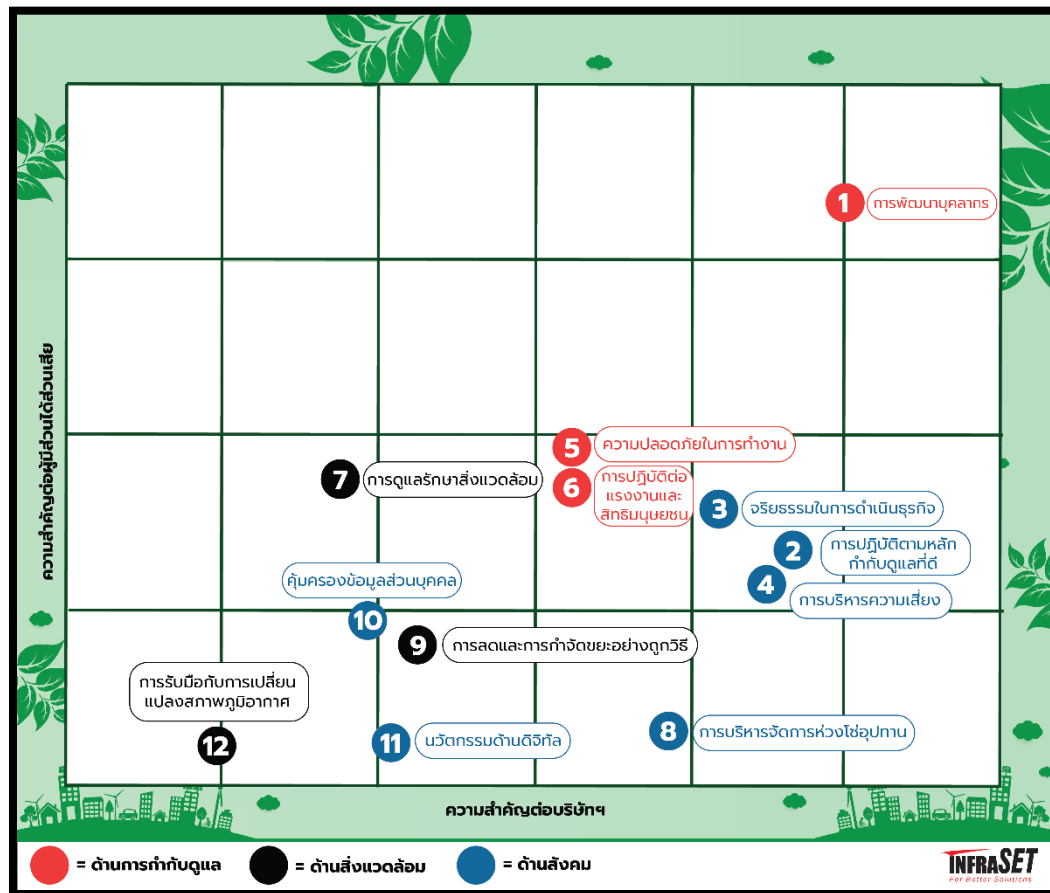 1
การพัฒนาบุคลากร
ความสำคัญต่อผู้มีส่วนได้ส่วนเสีย
5
ความปลอดภัยในการทำงาน
7
การดูแลรักษาสิ่งแวดล้อม
6
การปฏิบัติต่อ
แรงงานและ
สิทธิมนุษยชน
3
จริยธรรมในการดำเนินธุรกิจ
2
การปฏิบัติตามหลัก
กำกับดูแลที่ดี
4
การบริหารความเสี่ยง
คุ้มครองข้อมูลส่วนบุคคล
10
9
การลดและการกำจัดขยะอย่างถูกวิธี
การรับมือกับการเปลี่ยน
แปลงสภาพภูมิอากาศ
12
11
นวัตกรรมด้านดิจิทัล
8
การบริหารจัดการห่วงโซ่อุปทาน
ความสำคัญต่อบริษัทฯ
= ด้านการกำกับดูแล
= ด้านสิ่งแวดล้อม
= ด้านสังคม
INFRASET
For Better Solutions